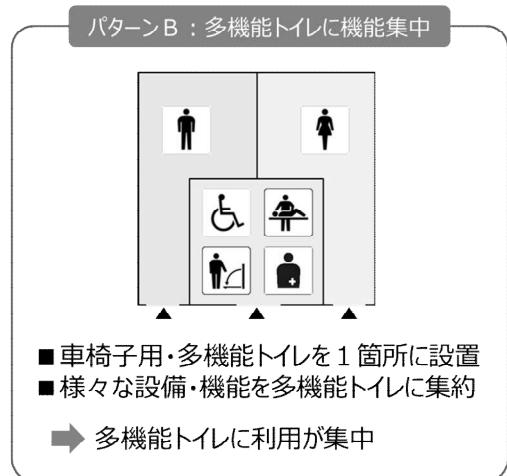 パターンB：多機能トイレに機能集中
■車椅子用・多機能トイレを1箇所に設置
■様々な設備・機能を多機能トイレに集約
多機能トイレに利用が集中